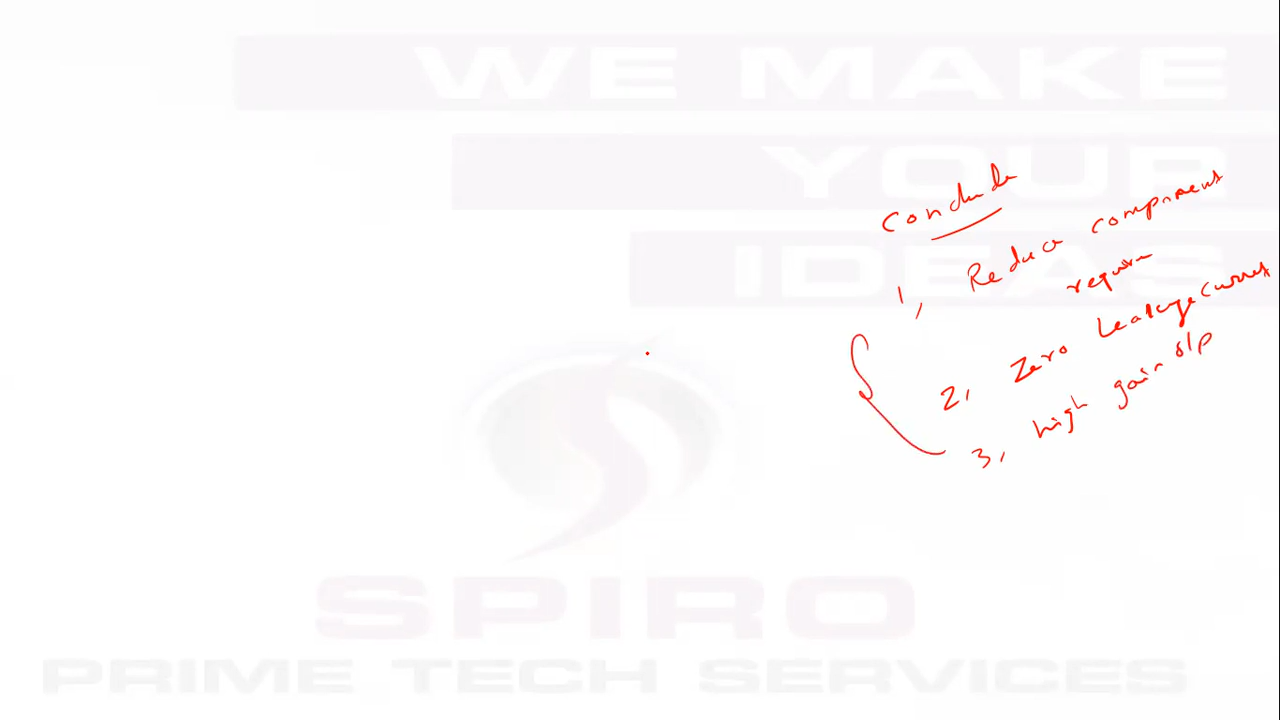 WE MAKE
YOUR
IDEAS
Conclude
1, Reduce component
require
2, Zero Leakage current
3, high gain o/p
SPIRO
PRIME TECH SERVICES